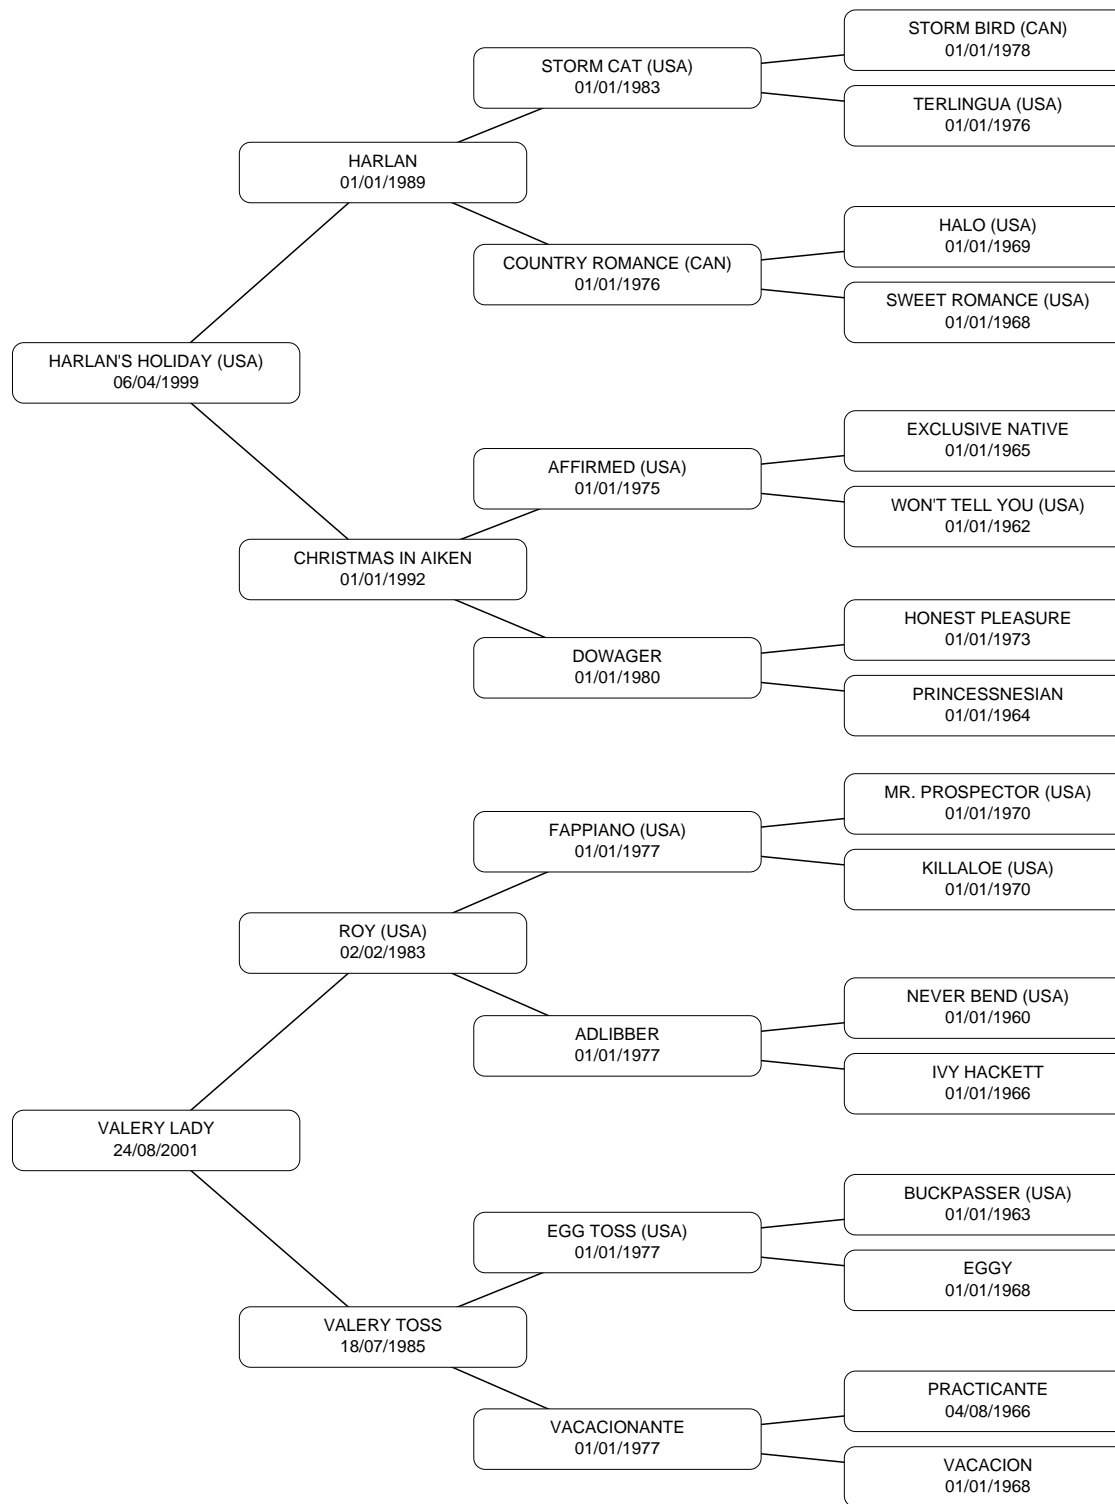 STORM BIRD (CAN)
01/01/1978
STORM CAT (USA)
01/01/1983
TERLINGUA (USA)
01/01/1976
HARLAN
01/01/1989
HALO (USA)
01/01/1969
COUNTRY ROMANCE (CAN)
01/01/1976
SWEET ROMANCE (USA)
01/01/1968
HARLAN'S HOLIDAY (USA)
06/04/1999
EXCLUSIVE NATIVE
01/01/1965
AFFIRMED (USA)
01/01/1975
WON'T TELL YOU (USA)
01/01/1962
CHRISTMAS IN AIKEN
01/01/1992
HONEST PLEASURE
01/01/1973
DOWAGER
01/01/1980
PRINCESSNESIAN
01/01/1964
MR. PROSPECTOR (USA)
01/01/1970
FAPPIANO (USA)
01/01/1977
KILLALOE (USA)
01/01/1970
ROY (USA)
02/02/1983
NEVER BEND (USA)
01/01/1960
ADLIBBER
01/01/1977
IVY HACKETT
01/01/1966
VALERY LADY
24/08/2001
BUCKPASSER (USA)
01/01/1963
EGG TOSS (USA)
01/01/1977
EGGY
01/01/1968
VALERY TOSS
18/07/1985
PRACTICANTE
04/08/1966
VACACIONANTE
01/01/1977
VACACION
01/01/1968